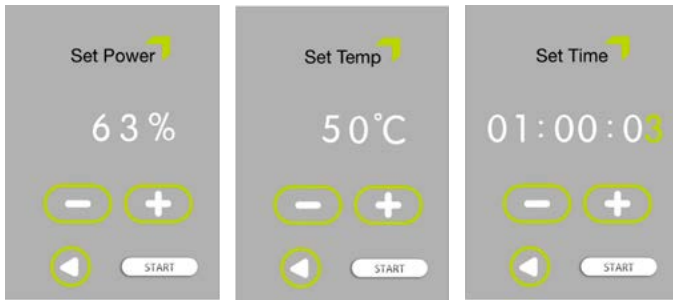 Set Power
63%
START
Set Temp
50°C
START
Set Time
01:00:03
START